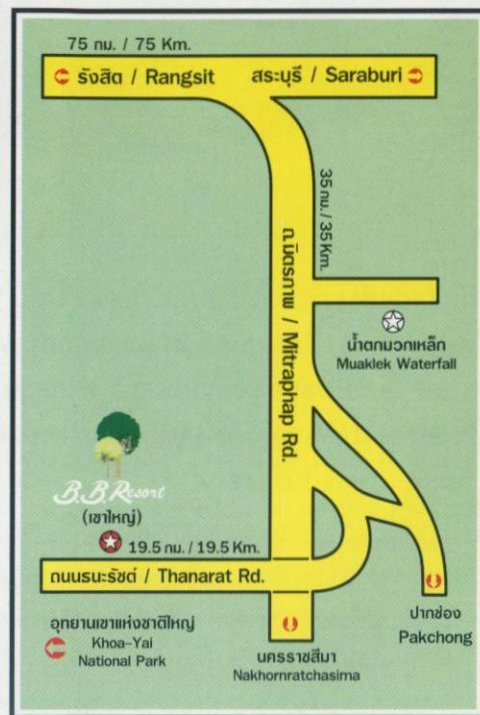 75 กม. / 75 Km.
รังสิต / Rangsit
สระบุรี / Saraburi
35 กม. / 35 Km.
ถ.มิตรภาพ / Mitraphap Rd.
น้ำตกมวกเหล็ก
Muaklek Waterfall
B.B.Resort
(เขาใหญ่)
19.5 กม. / 19.5 Km.
ถนนธนะรัชต์ / Thanarat Rd.
อุทยานเขาแห่งชาติใหญ่
Khoa-Yai
National Park
นครราชสีมา
Nakhornratchasima
ปากช่อง
Pakchong